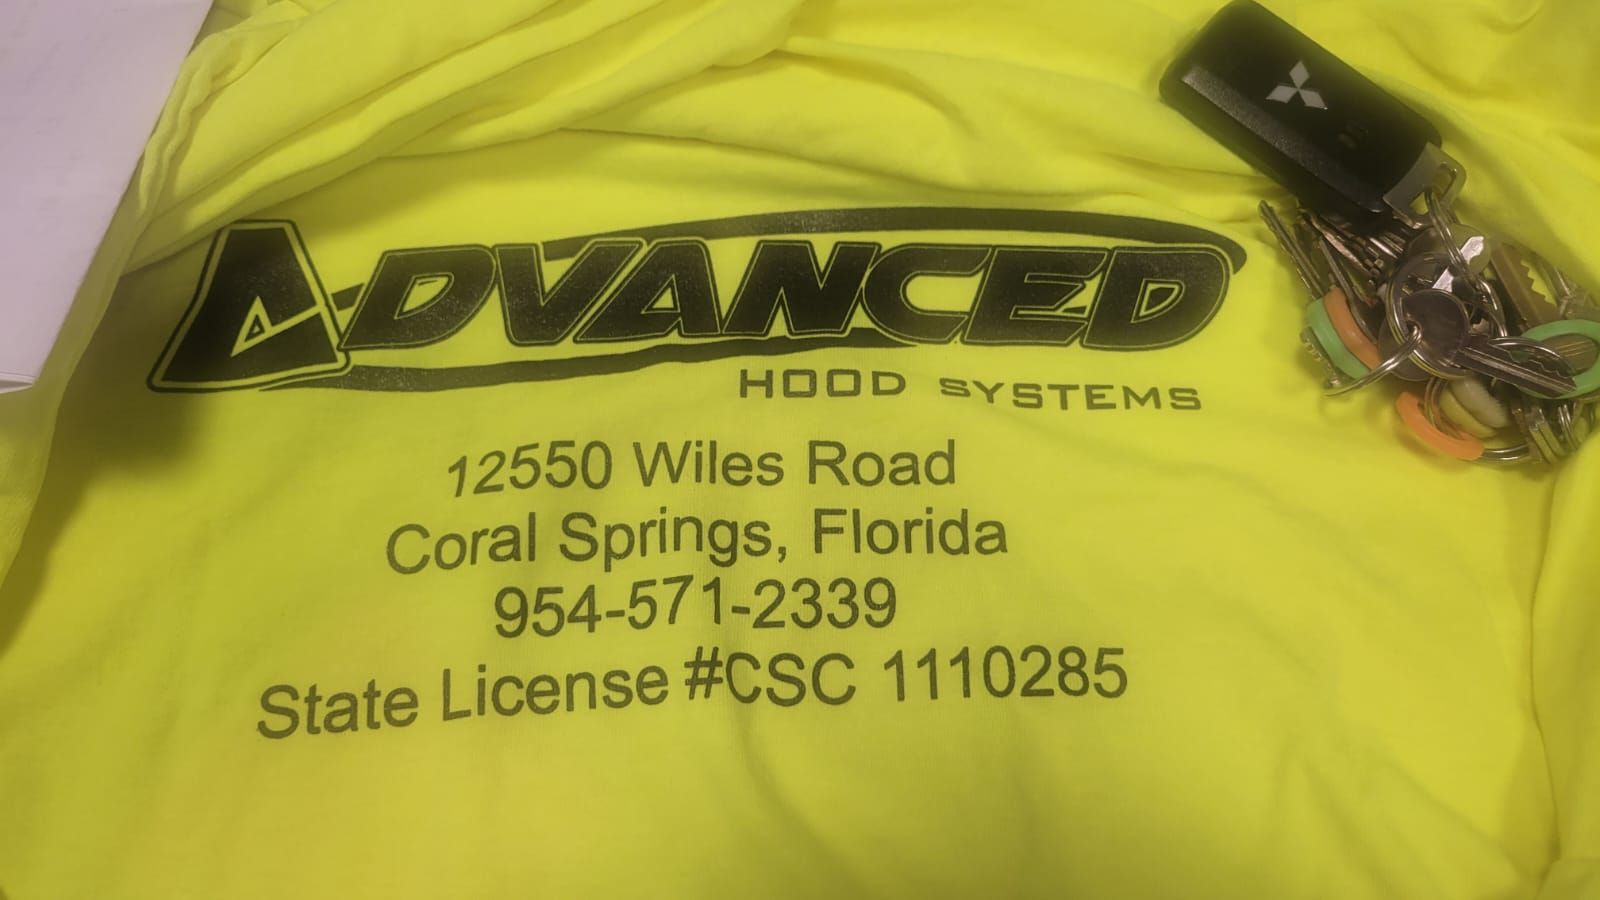 ADVANCED
HOOD SYSTEMS
12550 Wiles Road
Coral Springs, Florida
954-571-2339
State License #CSC 1110285